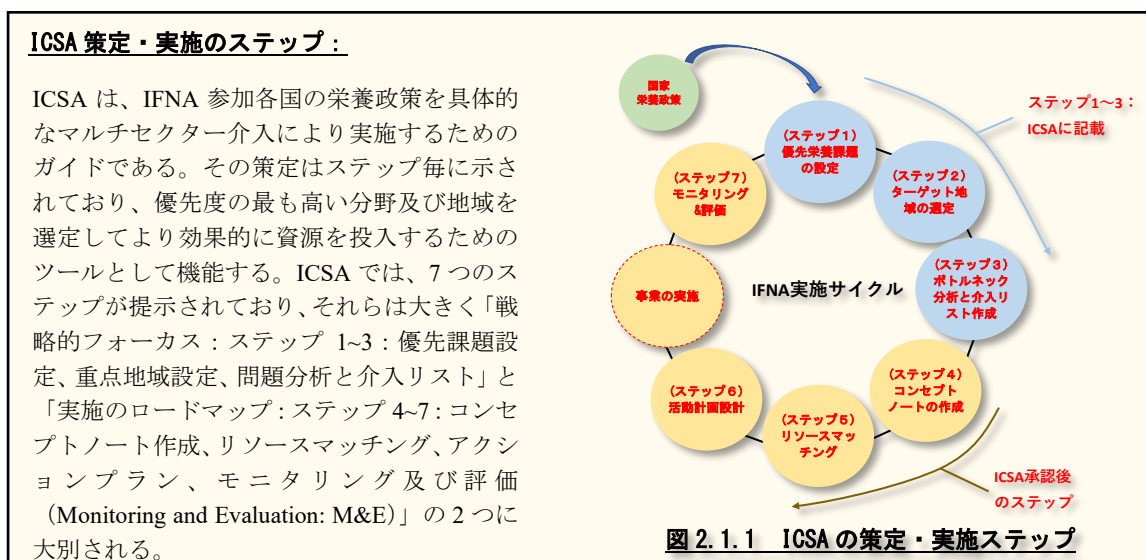 ICSA 策定・実施のステップ：
ICSA は、IFNA 参加各国の栄養政策を具体的
なマルチセクター介入により実施するための
ガイドである。その策定はステップ毎に示さ
れており、優先度の最も高い分野及び地域を
選定してより効果的に資源を投入するための
ツールとして機能する。ICSA では、7 つのス
テップが提示されており、それらは大きく「戦
略的フォーカス：ステップ 1~3：優先課題設
定、重点地域設定、問題分析と介入リスト」と
「実施のロードマップ：ステップ 4~7：コンセ
プトノート作成、リソースマッチング、アクシ
ョンプラン、モニタリング及び評価
（Monitoring and Evaluation: M&E）」の 2 つに
大別される。
国家
栄養政策
（ステップ１）
優先栄養課題
の設定
（ステップ２）
ターゲット地
域の選定
（ステップ３）
ボトルネック
分析と介入リ
スト作成
（ステップ４）
コンセプト
ノートの作成
（ステップ５）
リソースマッ
チング
（ステップ６）
活動計画設計
事業の実施
（ステップ７）
モニタリング
&評価
IFNA実施サイクル
ステップ1～3：
ICSAに記載
ICSA承認後
のステップ
図 2.1.1 ICSA の策定・実施ステップ